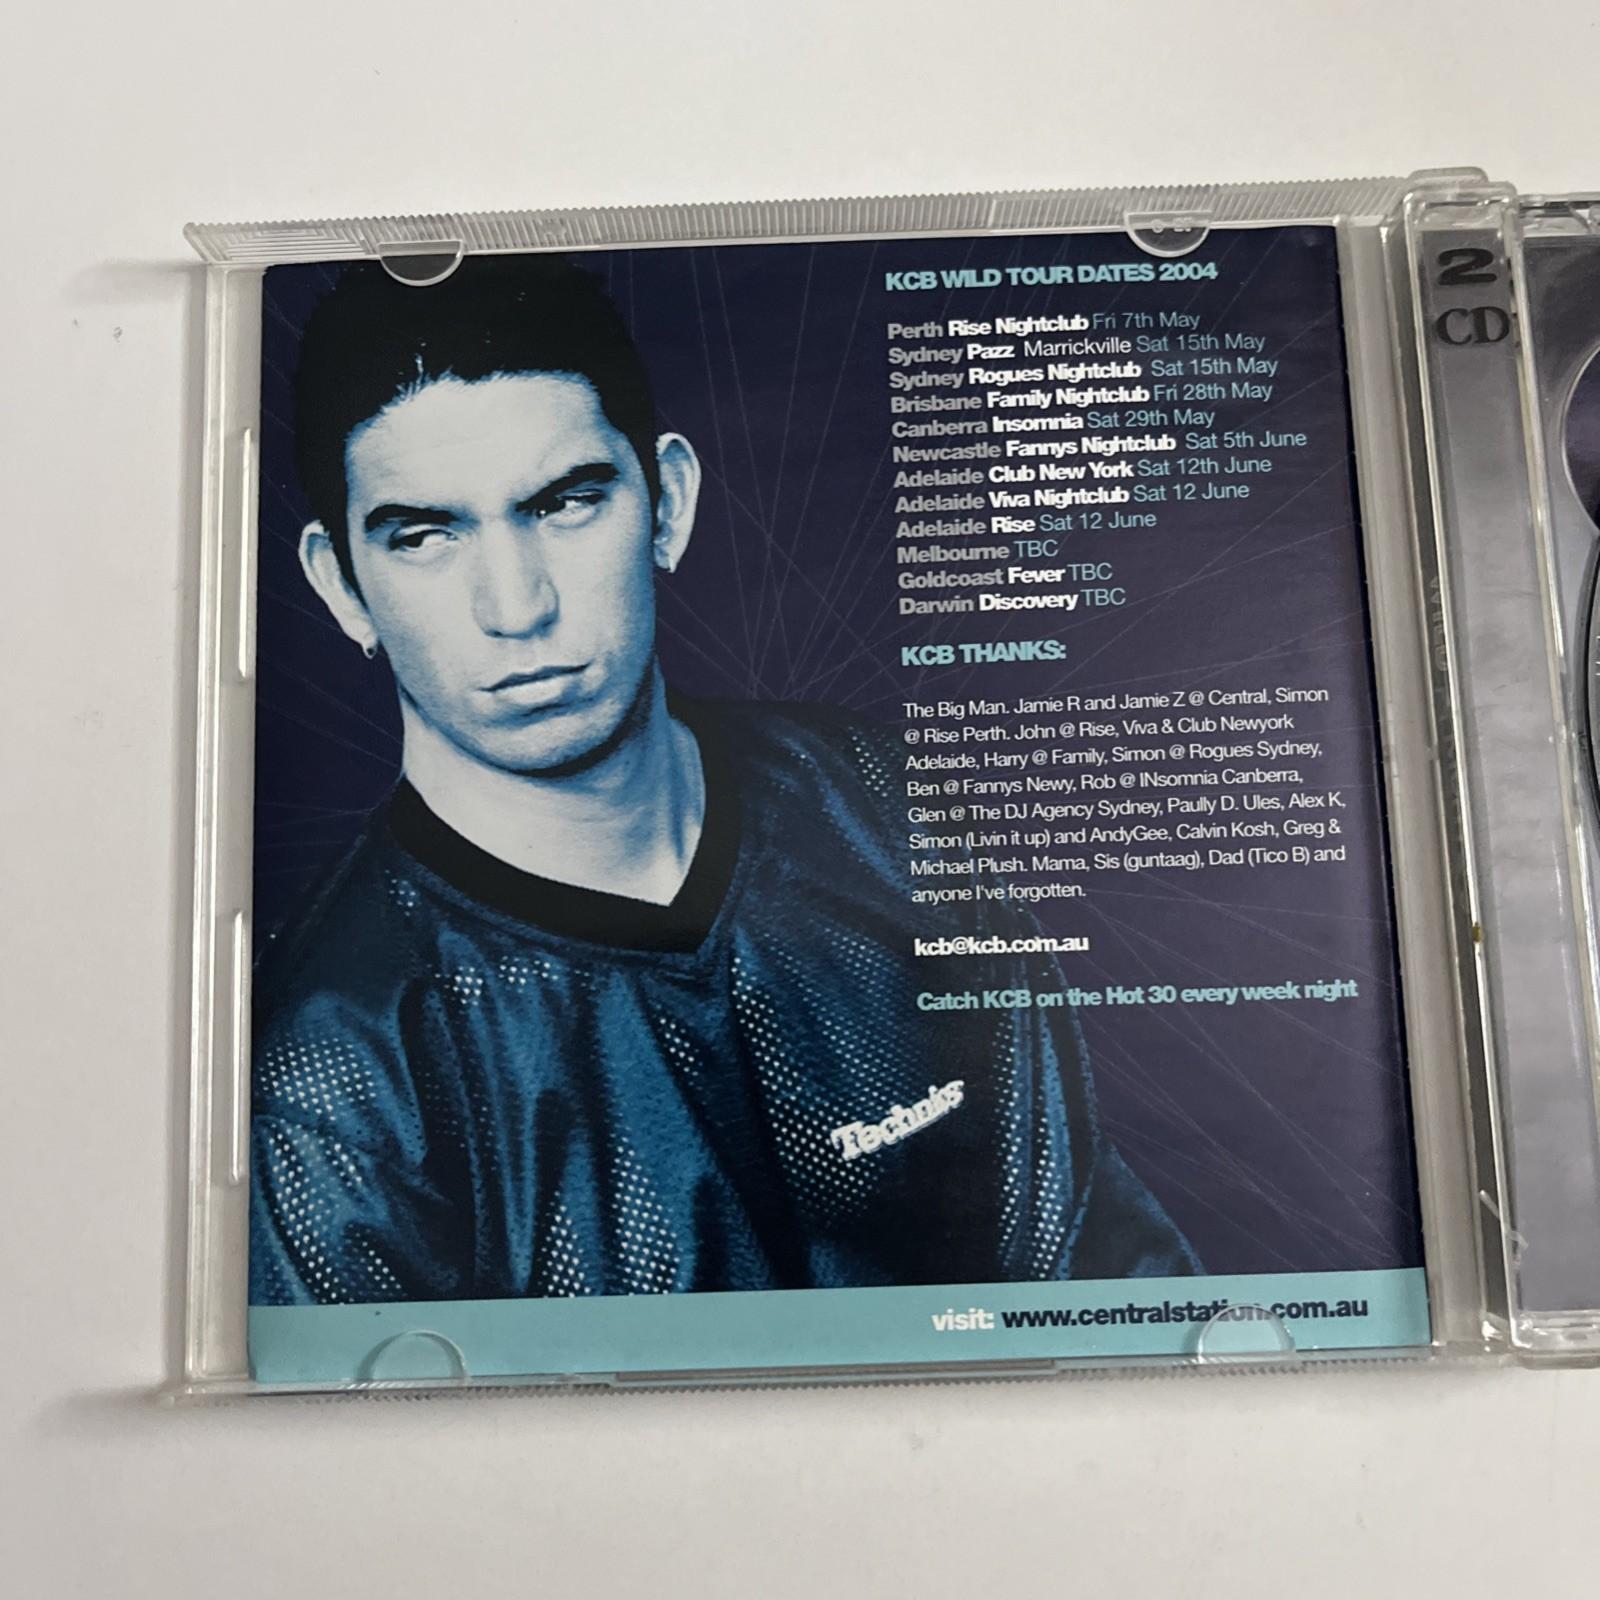 KCB WILD TOUR DATES 2004
Perth Rise Nightclub Fri 7th May
Sydney Pazz Marrickville Sat 15th May
Sydney Rogues Nightclub Sat 15th May
Brisbane Family Nightclub Fri 28th May
Canberra Insomnia Sat 29th May
Newcastle Fannys Nightclub Sat 5th June
Adelaide Club New York Sat 12th June
Adelaide Viva Nightclub Sat 12 June
Adelaide Rise Sat 12 June
Melbourne TBC
Goldcoast Fever TBC
Darwin Discovery TBC
KCB THANKS:
The Big Man. Jamie R and Jamie Z @ Central, Simon
@ Rise Perth. John @ Rise, Viva & Club Newyork
Adelaide, Harry @ Family, Simon @ Rogues Sydney,
Ben @ Fannys Newy, Rob @ INsomnia Canberra,
Glen @ The DJ Agency Sydney, Paully D. Ules, Alex K,
Simon (Livin it up) and AndyGee, Calvin Kosh, Greg &
Michael Plush. Mama, Sis (guntaag), Dad (Tico B) and
anyone I've forgotten.
kcb@kcb.com.au
Catch KCB on the Hot 30 every week night
Technics
visit: www.centralstation.com.au
2
CD